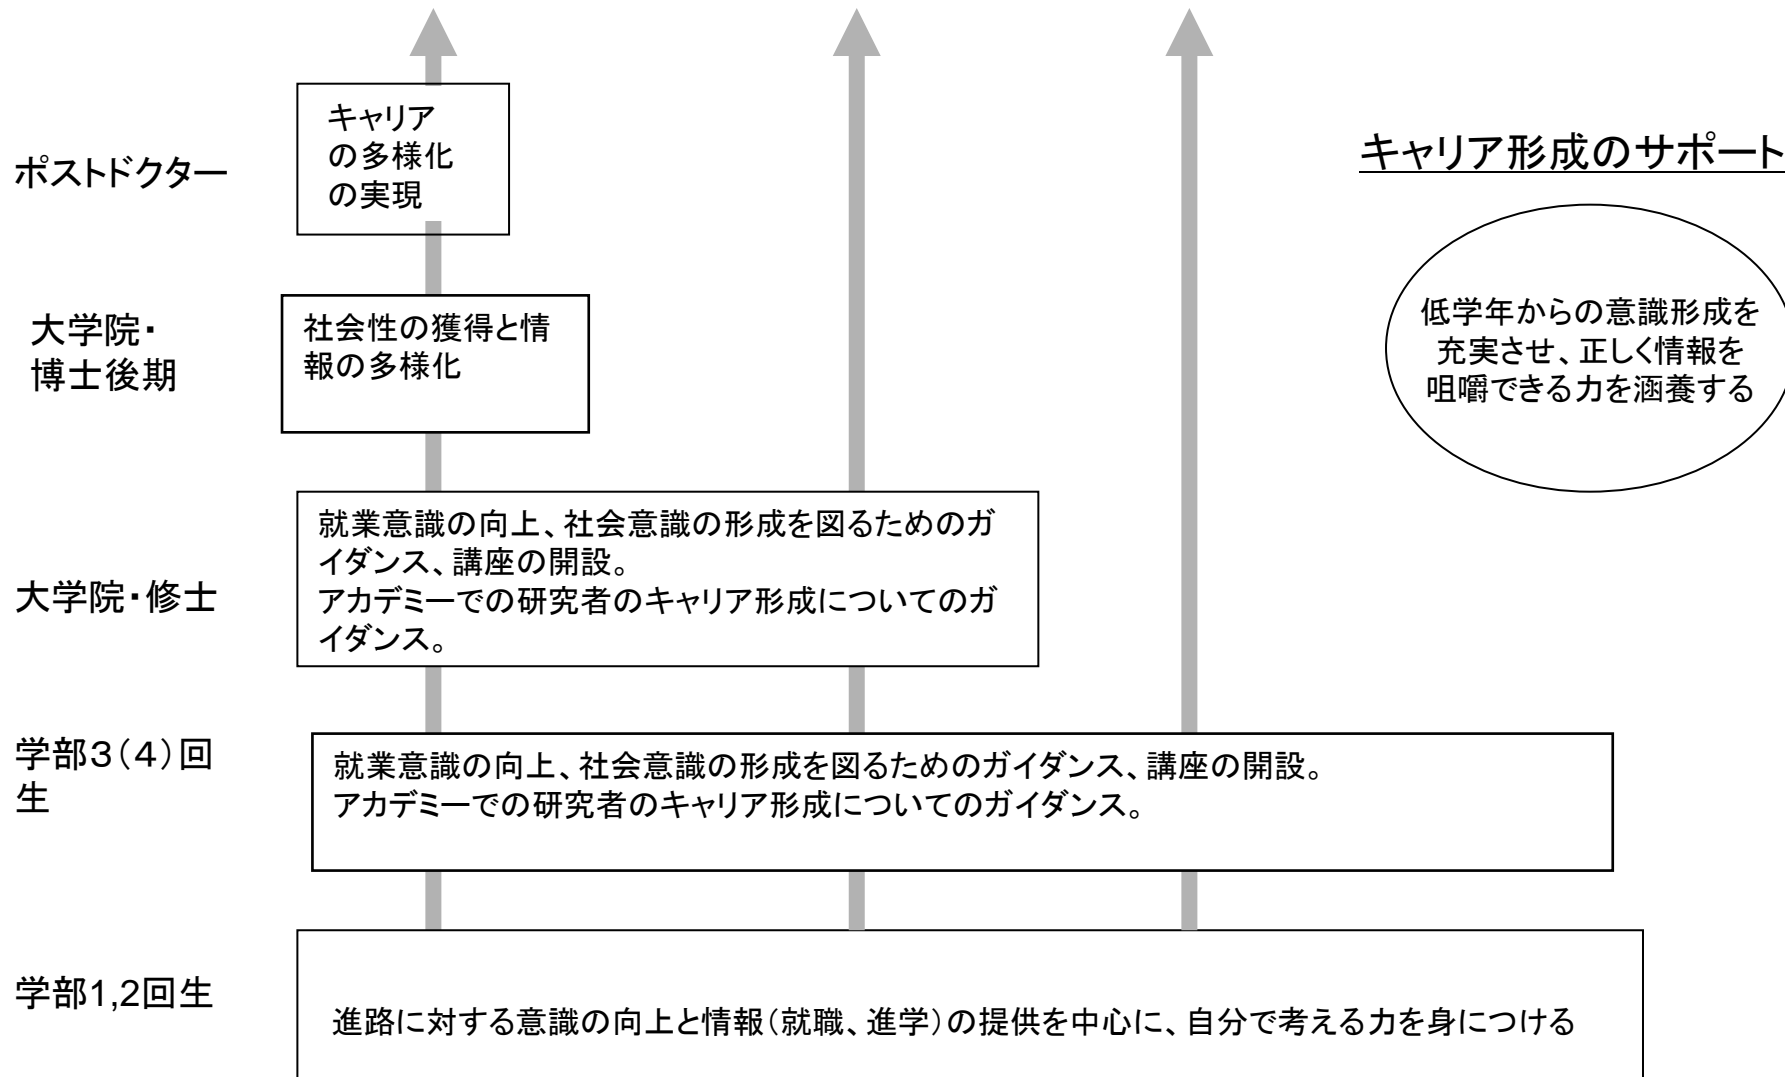 キャリア形成のサポート
ポストドクター
キャリア
の多様化
の実現
低学年からの意識形成を
充実させ、正しく情報を
咀嚼できる力を涵養する
大学院・
博士後期
社会性の獲得と情
報の多様化
大学院・修士
就業意識の向上、社会意識の形成を図るためのガ
イダンス、講座の開設。
アカデミーでの研究者のキャリア形成についてのガ
イダンス。
学部３（４）回
生
就業意識の向上、社会意識の形成を図るためのガイダンス、講座の開設。
アカデミーでの研究者のキャリア形成についてのガイダンス。
学部1,2回生
進路に対する意識の向上と情報（就職、進学）の提供を中心に、自分で考える力を身につける